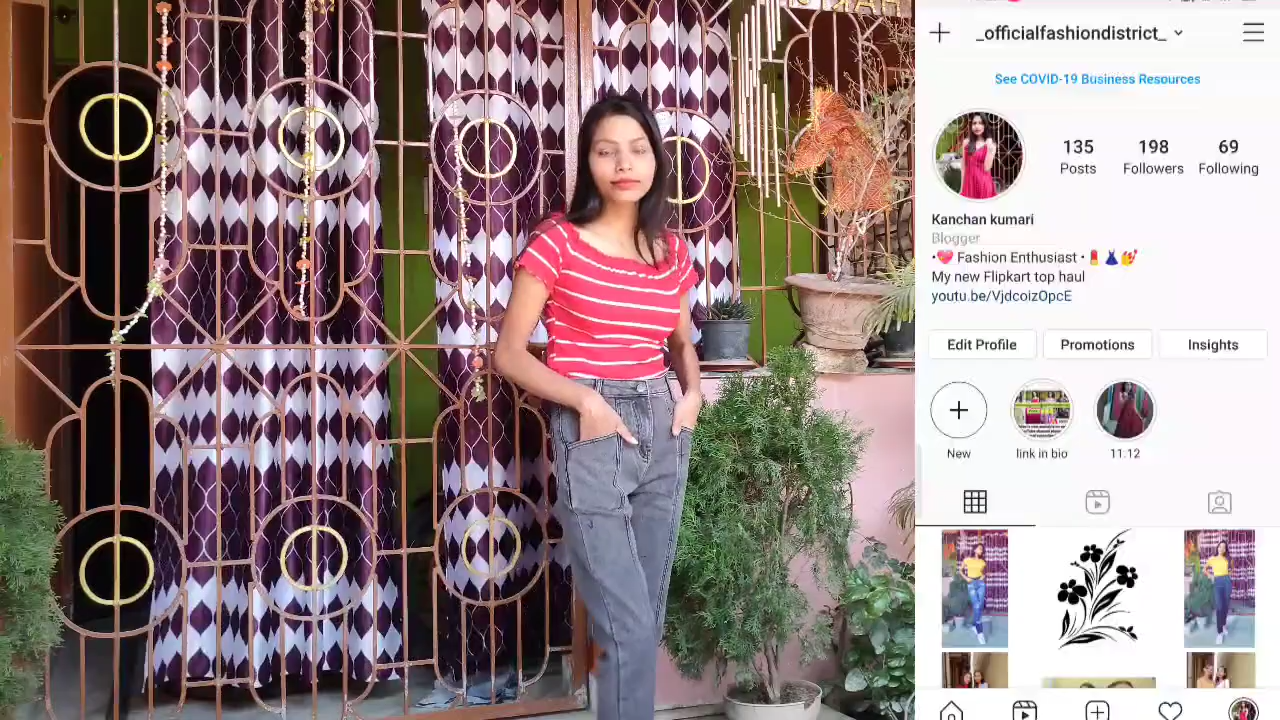 _officialfashiondistrict_
See COVID-19 Business Resources
135 198 69
Posts Followers Following
Kanchan kumari
Blogger
•💖 Fashion Enthusiast • 💄👗💅
My new Flipkart top haul
youtu.be/VjdcoizOpcE
Edit Profile Promotions Insights
New link in bio 11.12